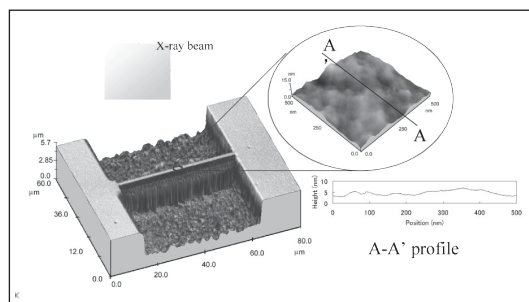 X-ray beam
A
’
A
nm
15.0
0.0
500
nm
250
0.0
0.0
250
500
nm
μm
5.7
2.85
0.0
60.0
μm
36.0
12.0
0.0
0.0
20.0
40.0
60.0
80.0
μm
Height (nm)
10
5
0
0
100
200
300
400
500
Position (nm)
A-A’ profile
K